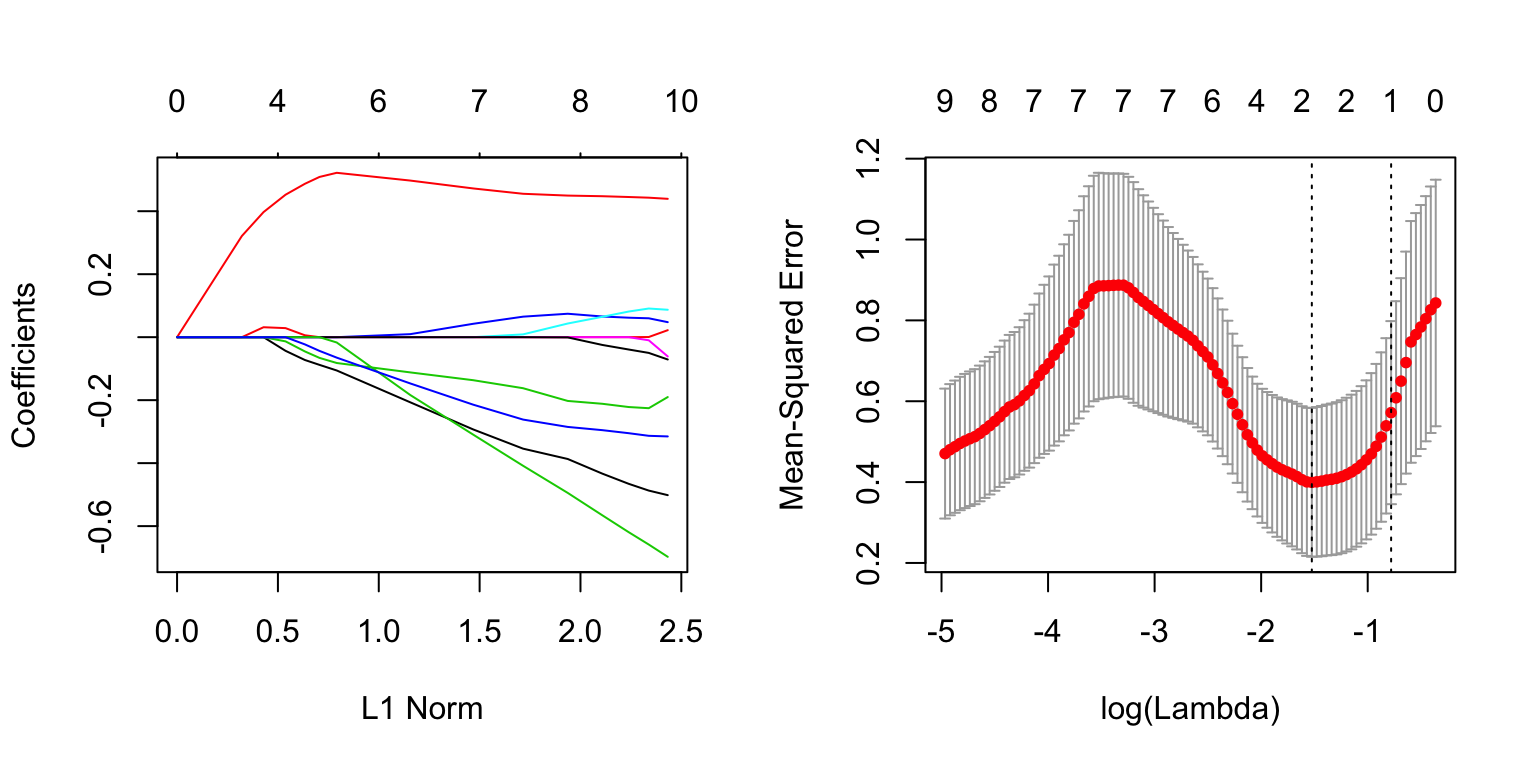 0 4 6 7 8 10
Coefficients
0.2
-0.2
-0.6
0.0 0.5 1.0 1.5 2.0 2.5
L1 Norm
9 8 7 7 7 7 6 4 2 2 1 0
Mean-Squared Error
1.2
1.0
0.8
0.6
0.4
0.2
-5 -4 -3 -2 -1
log(Lambda)